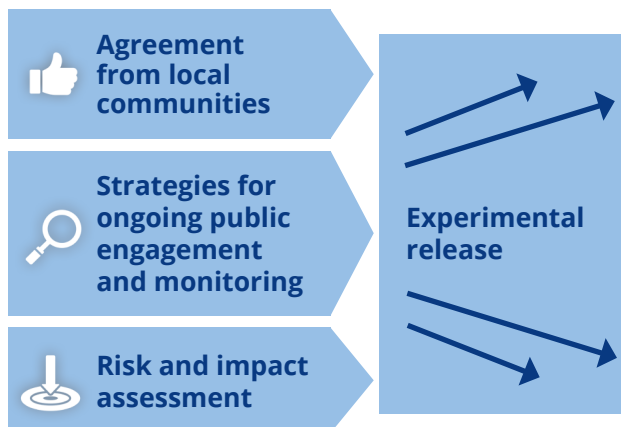 Agreement
from local
communities
Strategies for
ongoing public
engagement
and monitoring
Experimental
release
Risk and impact
assessment